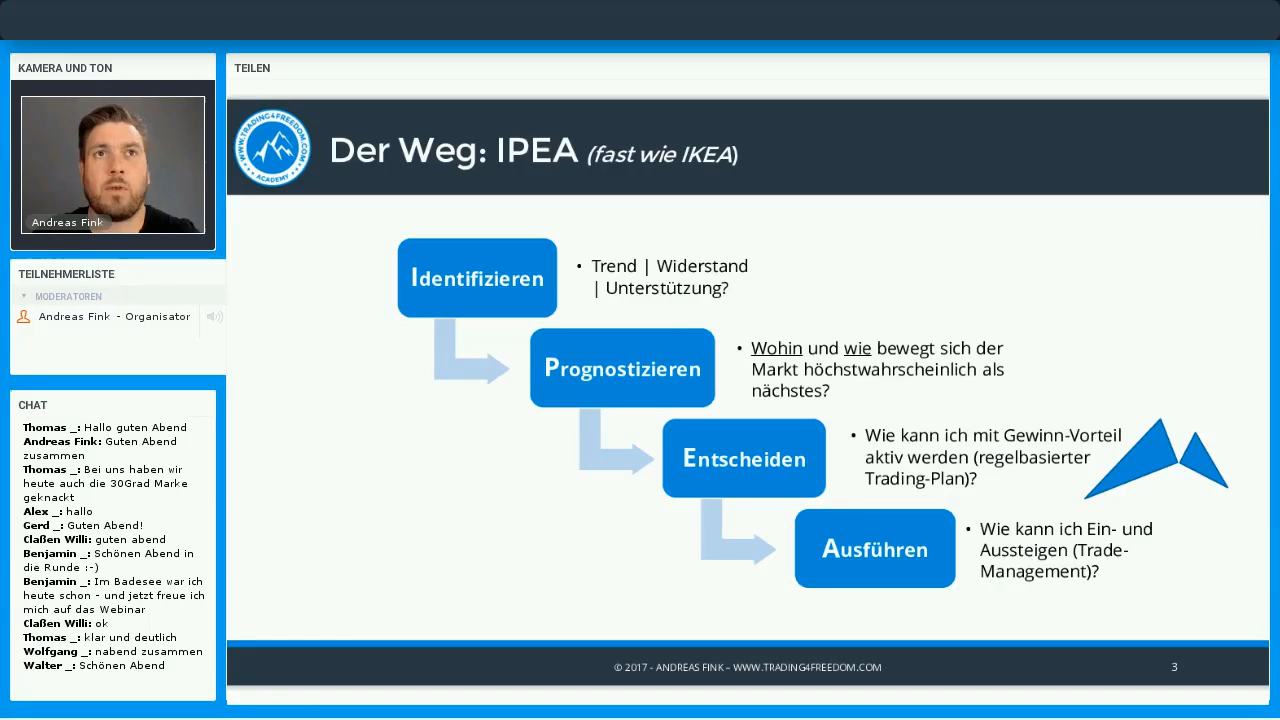 KAMERA UND TON
Andreas Fink
TEILNEHMERLISTE
MODERATOREN
Andreas Fink - Organisator
CHAT
Thomas _: Hallo guten Abend
Andreas Fink: Guten Abend
zusammen
Thomas _: Bei uns haben wir
heute auch die 30Grad Marke
geknackt
Alex _: hallo
Gerd _: Guten Abend!
Claßen Willi: guten abend
Benjamin _: Schönen Abend in
die Runde :-)
Benjamin _: Im Badesee war ich
heute schon - und jetzt freue ich
mich auf das Webinar
Claßen Willi: ok
Thomas _: klar und deutlich
Wolfgang _: nabend zusammen
Walter _: Schönen Abend
TEILEN
WWW.TRADING4FREEDOM.COM
ACADEMY
Der Weg: IPEA (fast wie IKEA)
Identifizieren
• Trend | Widerstand
| Unterstützung?
Prognostizieren
• Wohin und wie bewegt sich der
Markt höchstwahrscheinlich als
nächstes?
Entscheiden
• Wie kann ich mit Gewinn-Vorteil
aktiv werden (regelbasierter
Trading-Plan)?
Ausführen
• Wie kann ich Ein- und
Aussteigen (Trade-
Management)?
© 2017 - ANDREAS FINK – WWW.TRADING4FREEDOM.COM
3